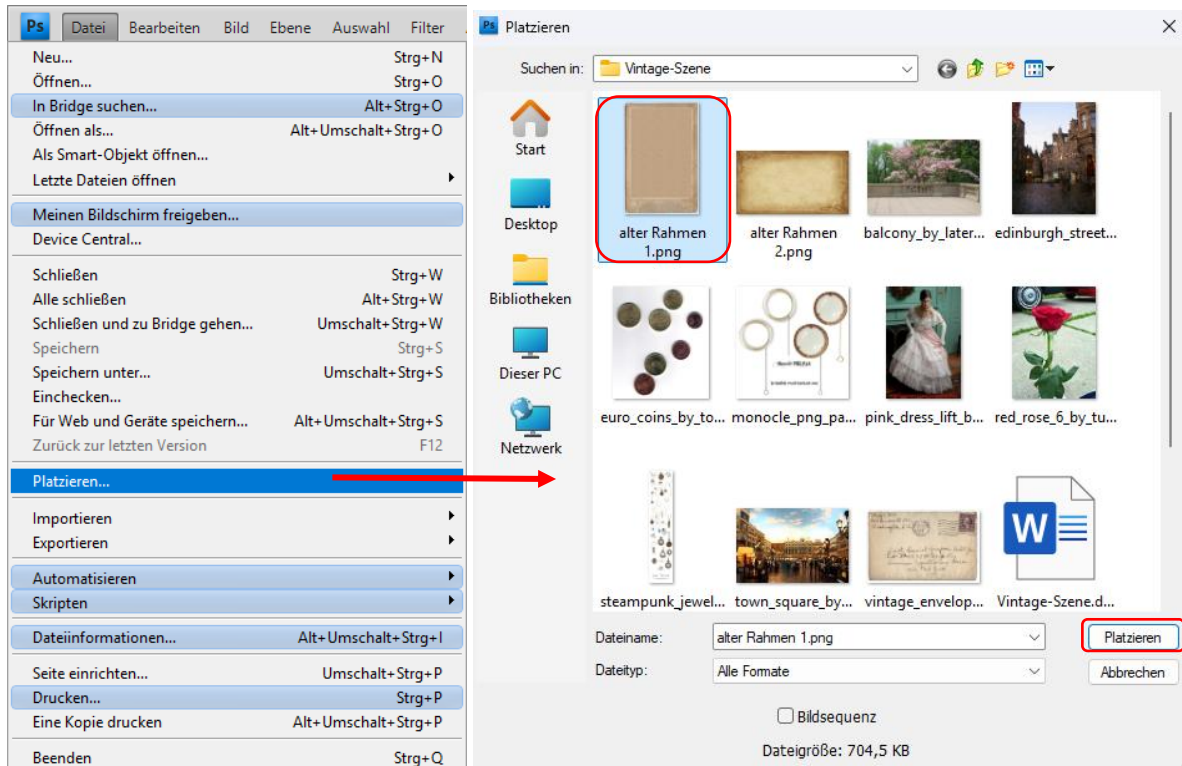 Ps Datei Bearbeiten Bild Ebene Auswahl Filter
Neu... Strg+N
Öffnen... Strg+O
In Bridge suchen... Alt+Strg+O
Öffnen als... Alt+Umschalt+Strg+O
Als Smart-Objekt öffnen...
Letzte Dateien öffnen
Meinen Bildschirm freigeben...
Device Central...
Schließen Strg+W
Alle schließen Alt+Strg+W
Schließen und zu Bridge gehen... Umschalt+Strg+W
Speichern Strg+S
Speichern unter... Umschalt+Strg+S
Einchecken...
Für Web und Geräte speichern... Alt+Umschalt+Strg+S
Zurück zur letzten Version F12
Platzieren...
Importieren
Exportieren
Automatisieren
Skripten
Dateiinformationen... Alt+Umschalt+Strg+I
Seite einrichten... Umschalt+Strg+P
Drucken... Strg+P
Eine Kopie drucken Alt+Umschalt+Strg+P
Beenden Strg+Q
Ps Platzieren
Suchen in: Vintage-Szene
Start
Desktop
Bibliotheken
Dieser PC
Netzwerk
alter Rahmen
1.png
alter Rahmen
2.png
balcony_by_later...
edinburgh_street...
euro_coins_by_to...
monocle_png_pa...
pink_dress_lift_b...
red_rose_6_by_tu...
W
steampunk_jewel...
town_square_by...
vintage_envelop...
Vintage-Szene.d...
Dateiname: alter Rahmen 1.png Platzieren
Dateityp: Alle Formate Abbrechen
Bildsequenz
Dateigröße: 704,5 KB